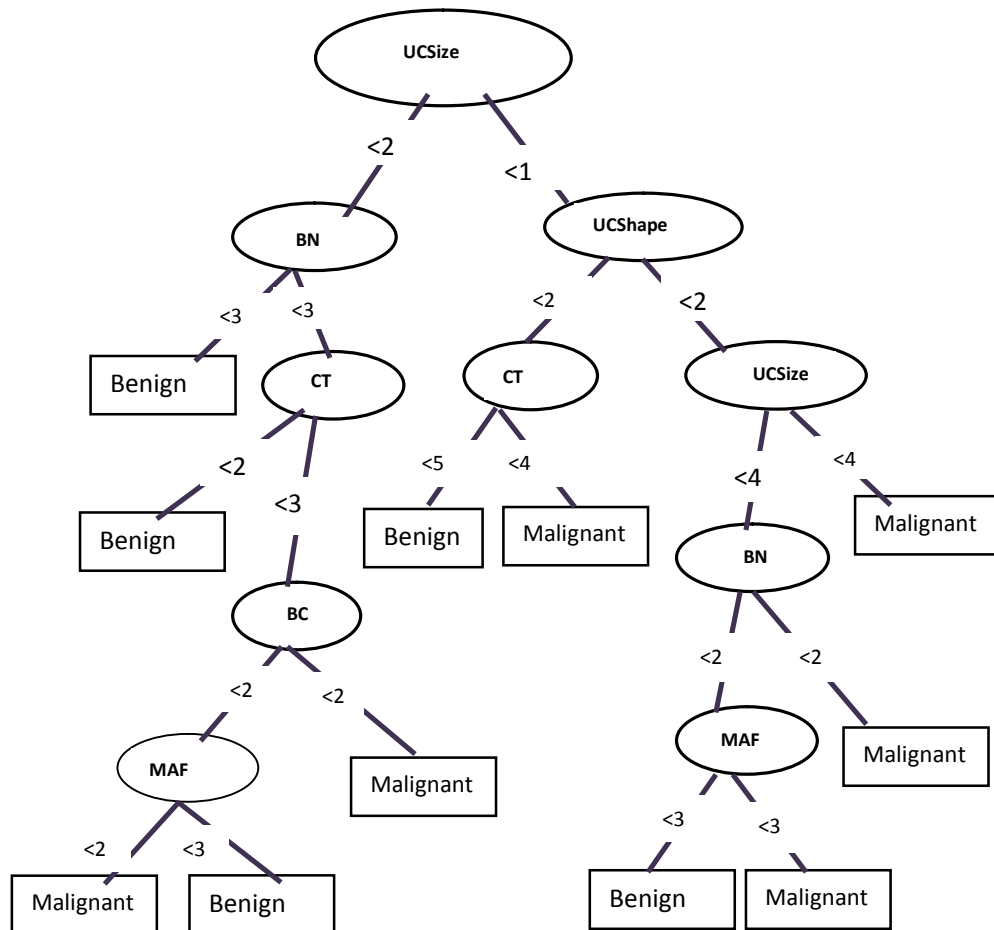 UCSize
<2
<1
BN
UCShape
<3
<3
<2
<2
Benign
CT
CT
UCSize
<2
<3
<5
<4
<4
<4
Benign
Benign
Malignant
Malignant
BN
BC
<2
<2
<2
<2
MAF
Malignant
MAF
Malignant
<2
<3
<3
<3
Malignant
Benign
Benign
Malignant